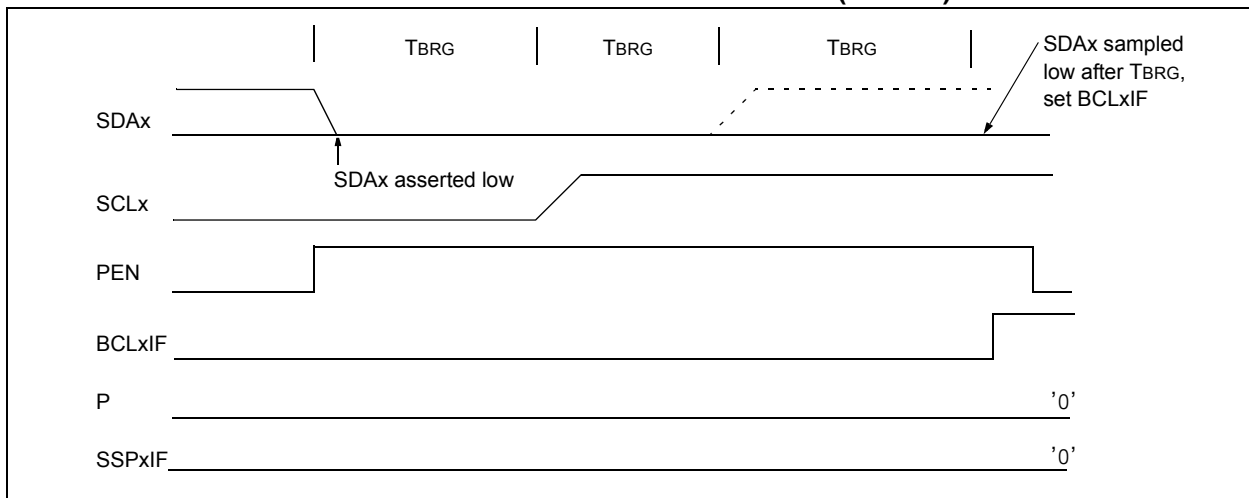 TBRG TBRG TBRG
SDAx sampled
low after TBRG,
set BCLxIF
SDAx
SDAx asserted low
SCLx
PEN
BCLxIF
P
'0'
SSPxIF
'0'